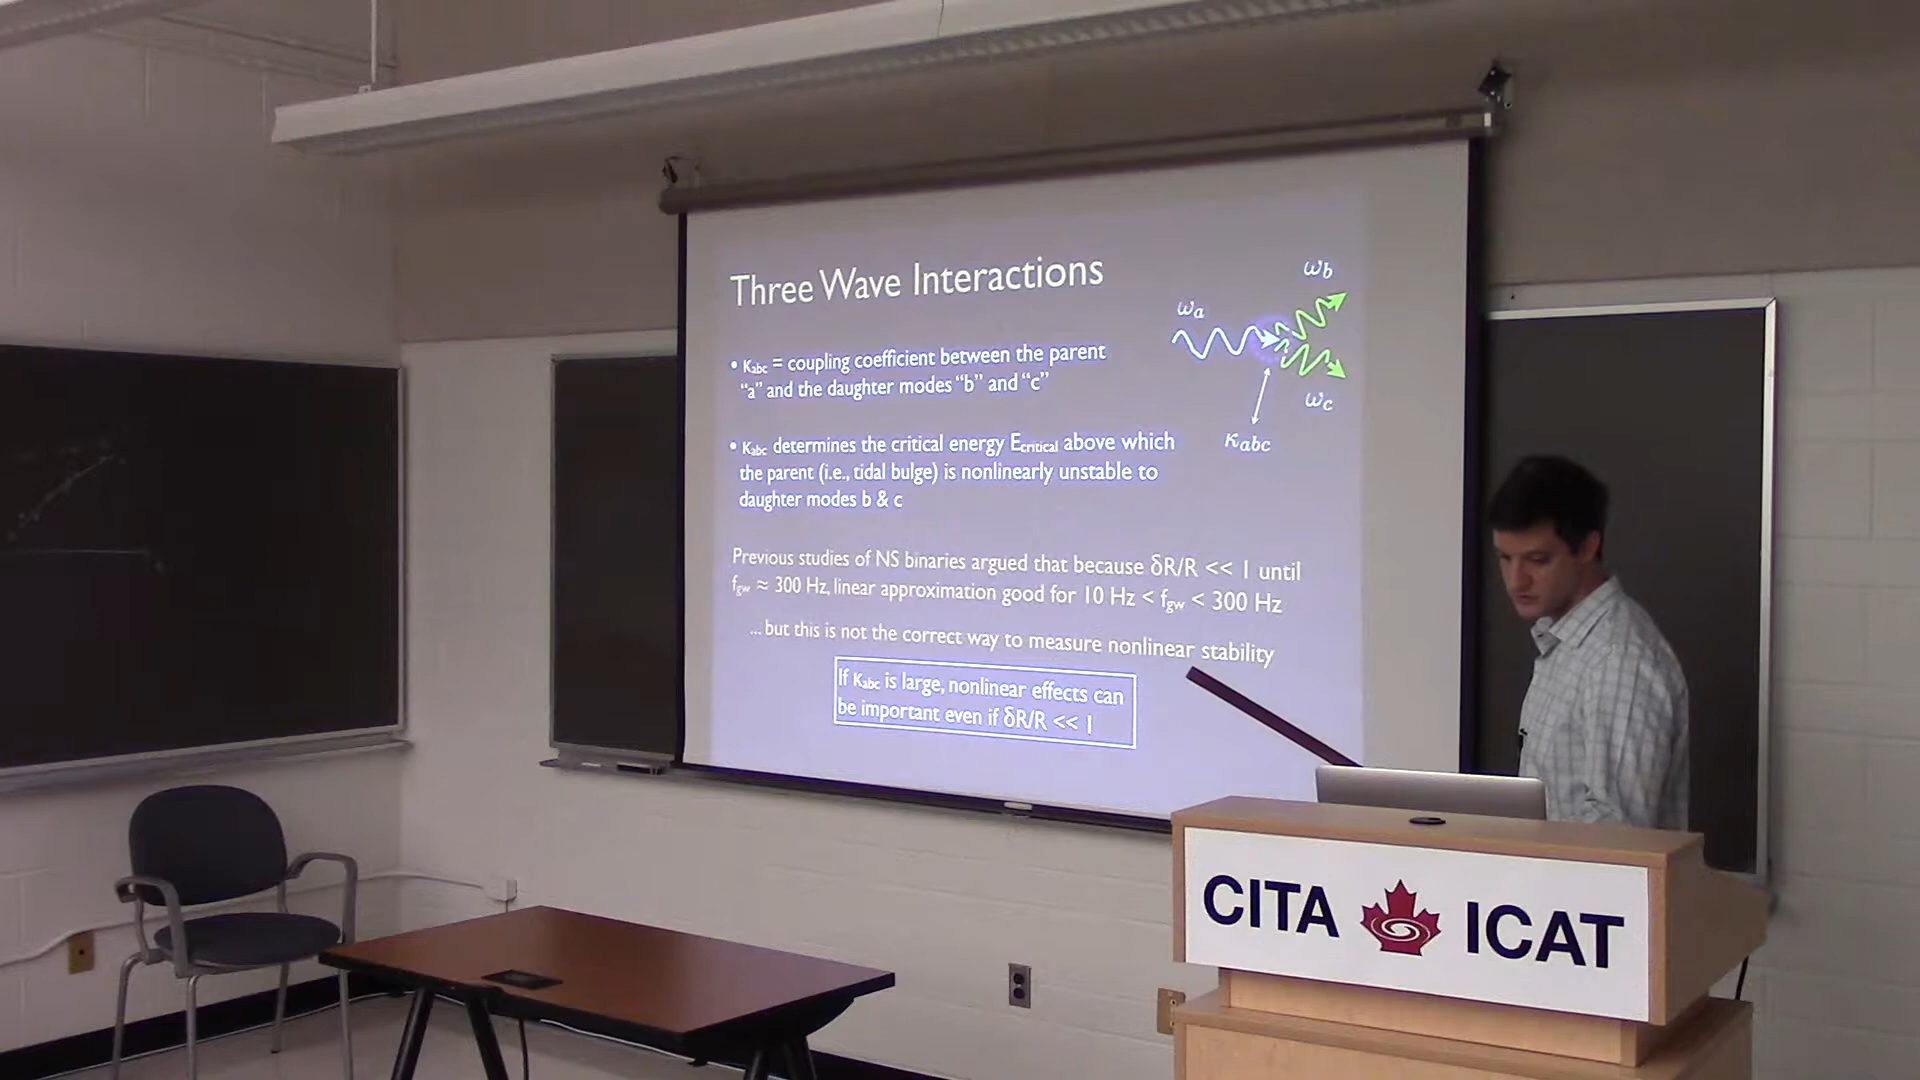 Three Wave Interactions
ωa
ωb
ωc
κabc
• κabc = coupling coefficient between the parent
“a” and the daughter modes “b” and “c”
• κabc determines the critical energy Ecritical above which
the parent (i.e., tidal bulge) is nonlinearly unstable to
daughter modes b & c
Previous studies of NS binaries argued that because δR/R << 1 until
fgw ≈ 300 Hz, linear approximation good for 10 Hz < fgw < 300 Hz
... but this is not the correct way to measure nonlinear stability
If κabc is large, nonlinear effects can
be important even if δR/R << 1
CITA ICAT